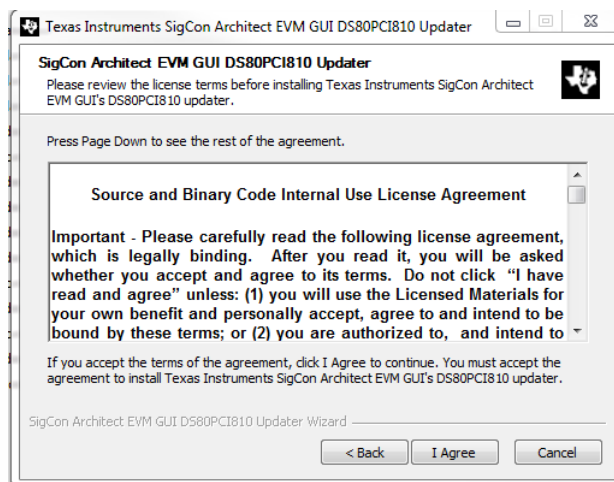 Texas Instruments SigCon Architect EVM GUI DS80PCI810 Updater
SigCon Architect EVM GUI DS80PCI810 Updater
Please review the license terms before installing Texas Instruments SigCon Architect
EVM GUI's DS80PCI810 updater.
Press Page Down to see the rest of the agreement.
Source and Binary Code Internal Use License Agreement
Important - Please carefully read the following license agreement,
which is legally binding. After you read it, you will be asked
whether you accept and agree to its terms. Do not click “I have
read and agree” unless: (1) you will use the Licensed Materials for
your own benefit and personally accept, agree to and intend to be
bound by these terms; or (2) you are authorized to, and intend to
If you accept the terms of the agreement, click I Agree to continue. You must accept the
agreement to install Texas Instruments SigCon Architect EVM GUI's DS80PCI810 updater.
SigCon Architect EVM GUI DS80PCI810 Updater Wizard
< Back I Agree Cancel